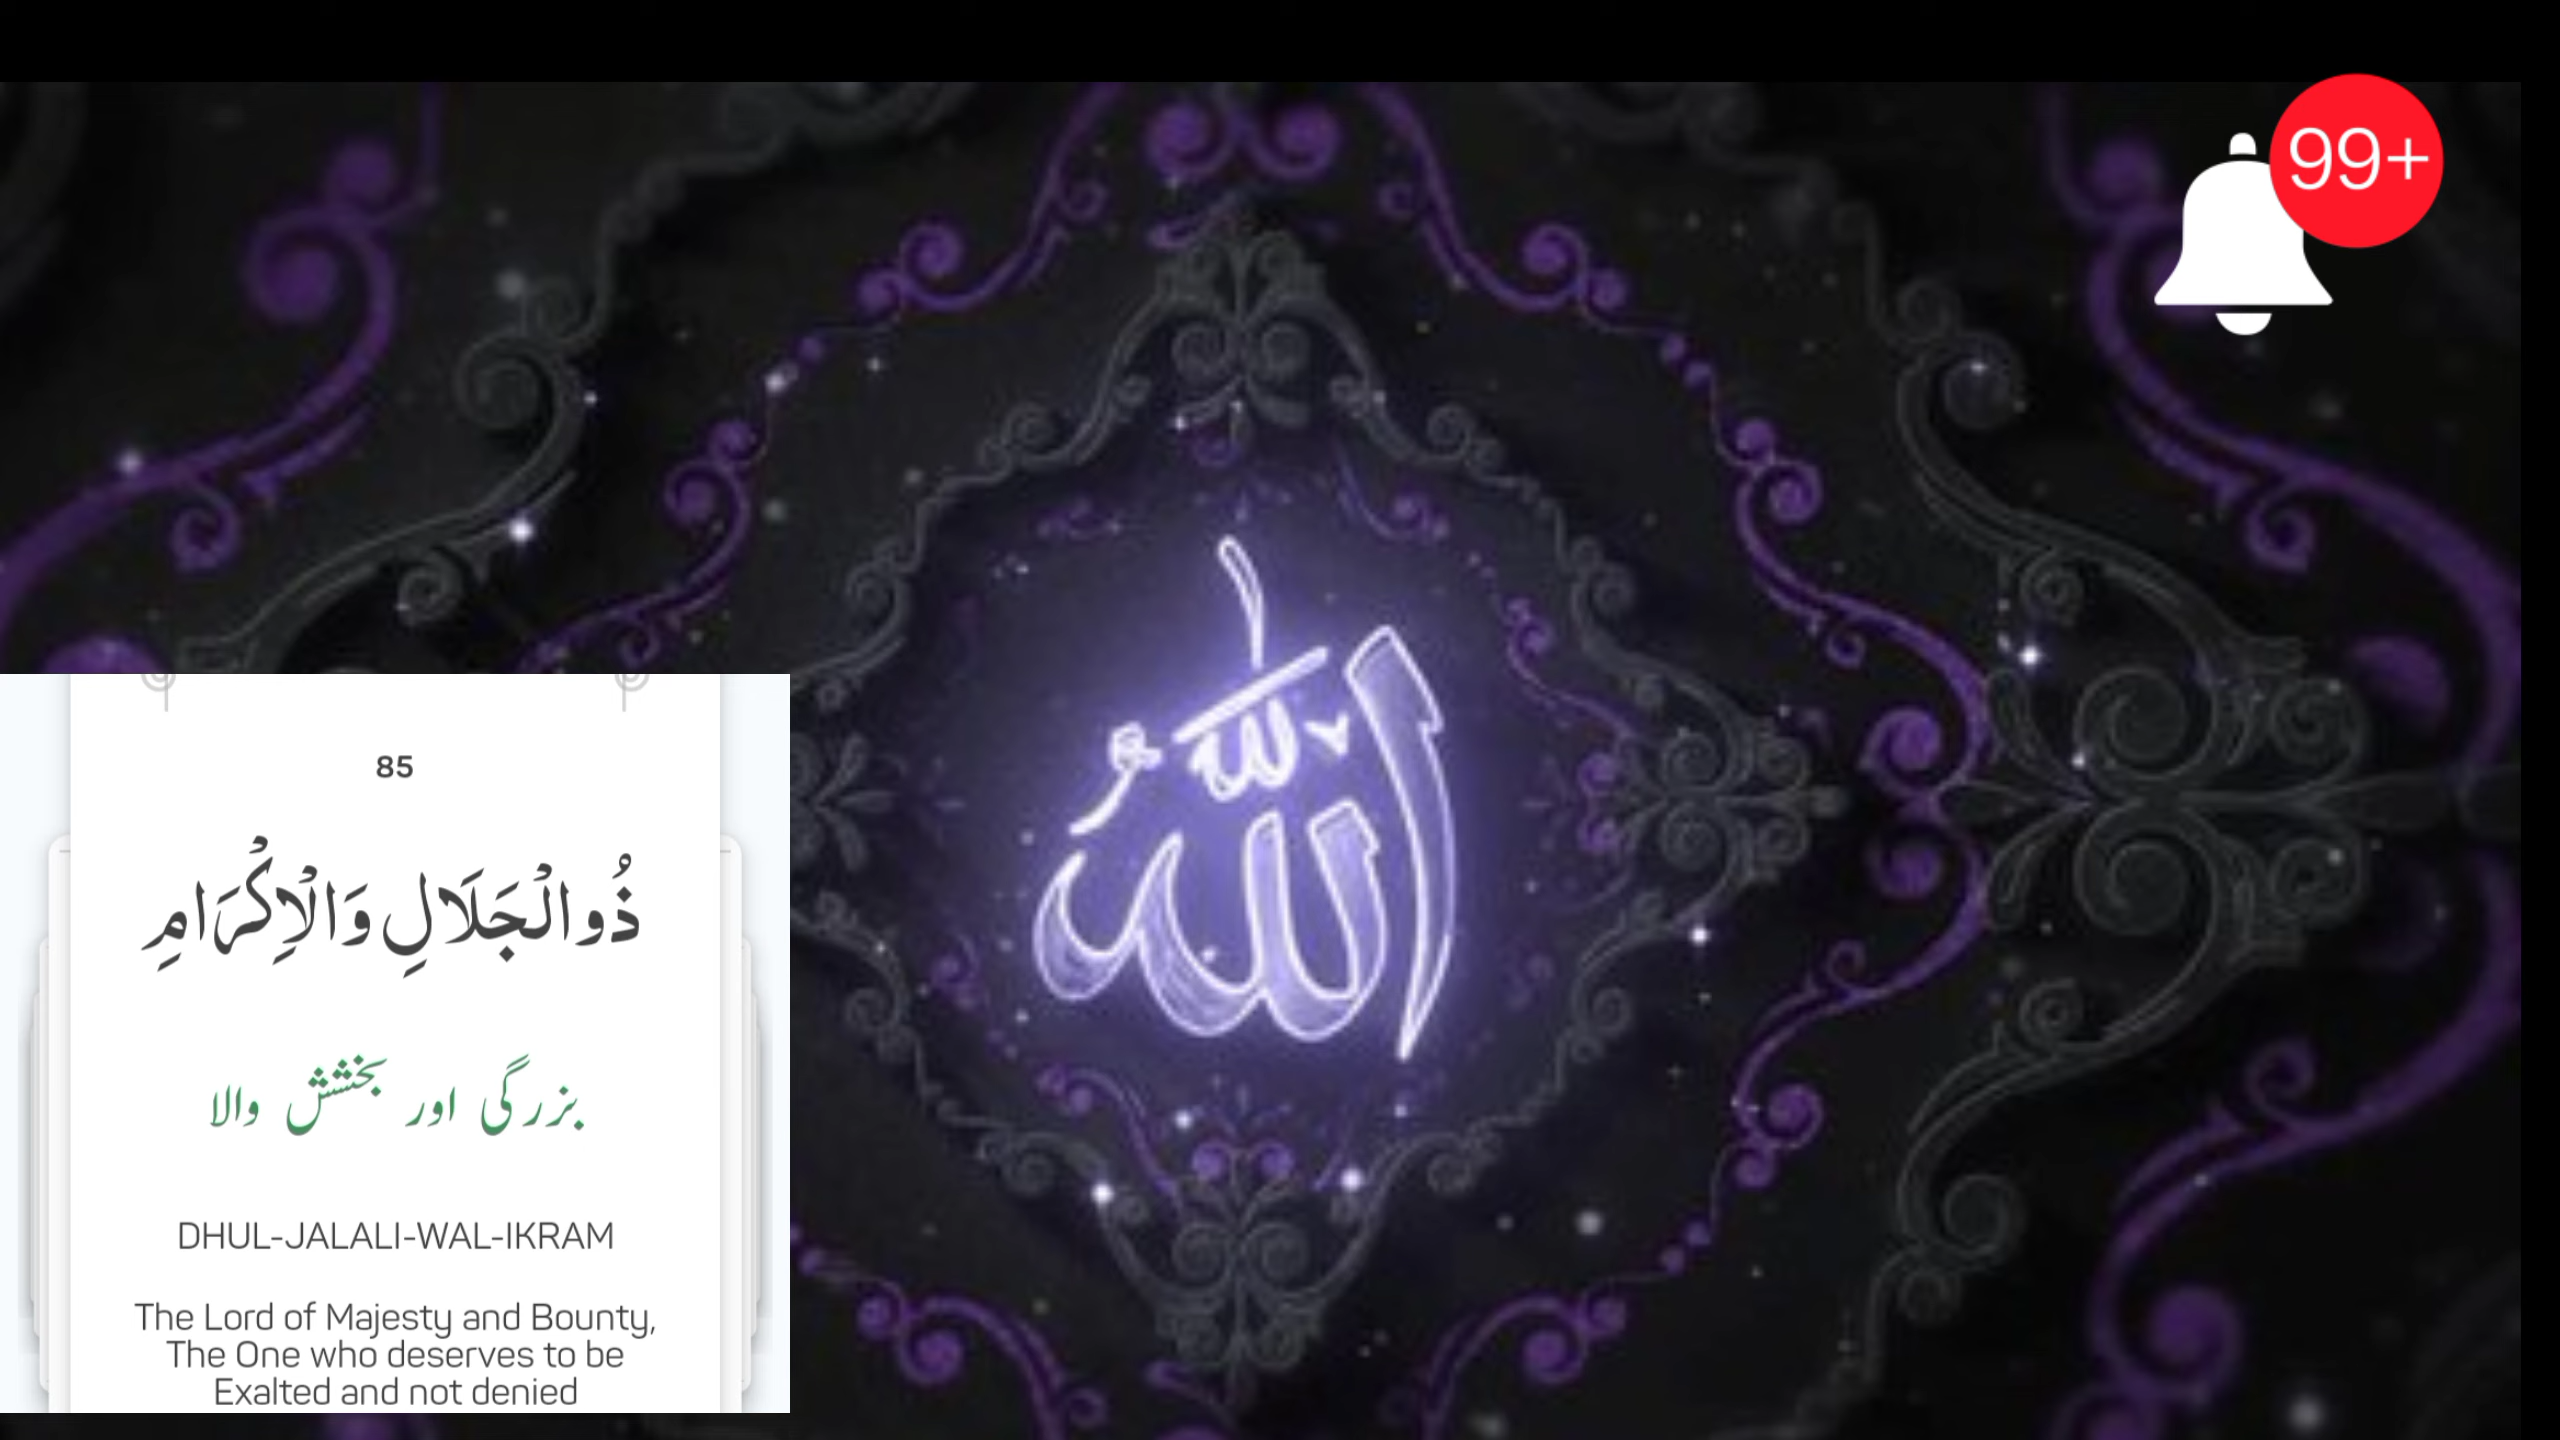 99+
اللهُ
85
ذُوالْجَلَالِ وَالْاِكْرَامِ
بزرگی اور بخشش والا
DHUL-JALALI-WAL-IKRAM
The Lord of Majesty and Bounty,
The One who deserves to be
Exalted and not denied